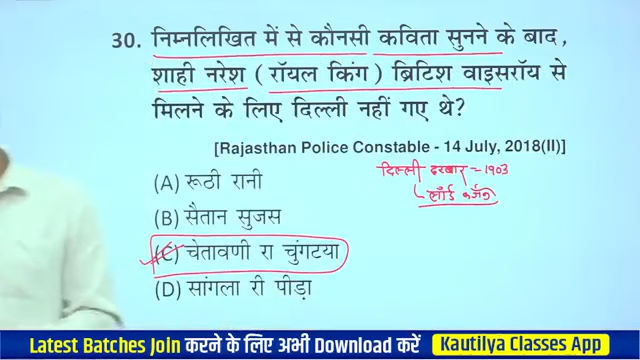 30. निम्नलिखित में से कौनसी कविता सुनने के बाद,
शाही नरेश (रॉयल किंग) ब्रिटिश वाइसरॉय से
मिलने के लिए दिल्ली नहीं गए थे?
[Rajasthan Police Constable - 14 July, 2018(II)]
दिल्ली दरबार = 1903
लॉर्ड कर्जन
(A) रूठी रानी
(B) सैतान सुजस
(C) चेतावणी रा चुंगटया
(D) सांगला री पीड़ा
Latest Batches Join करने के लिए अभी Download करें Kautilya Classes App